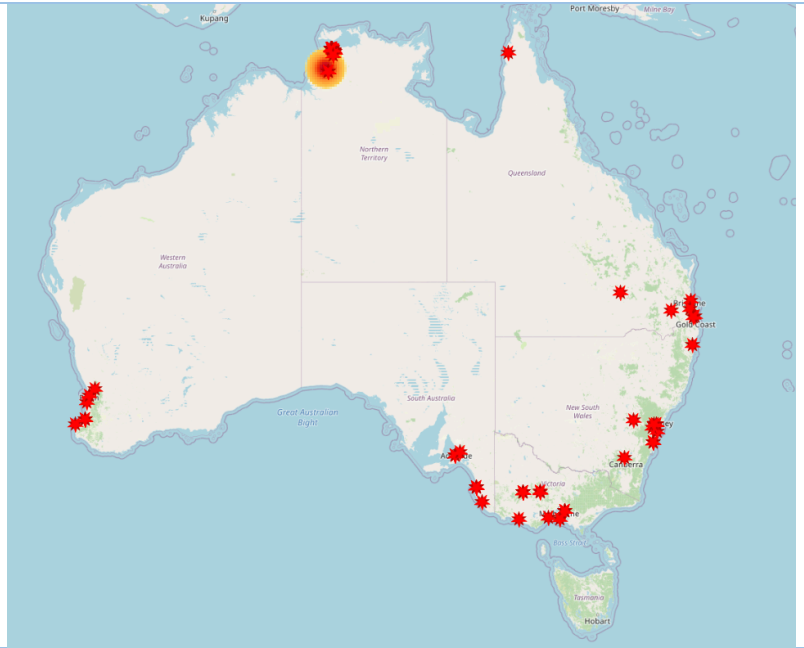 Kupang
Port Moresby
Milne Bay
Northern
Territory
Queensland
Western
Australia
Brisbane
Gold Coast
South Australia
New South
Wales
Great Australian
Bight
Canberra
Victoria
Bass Strait
Tasmania
Hobart